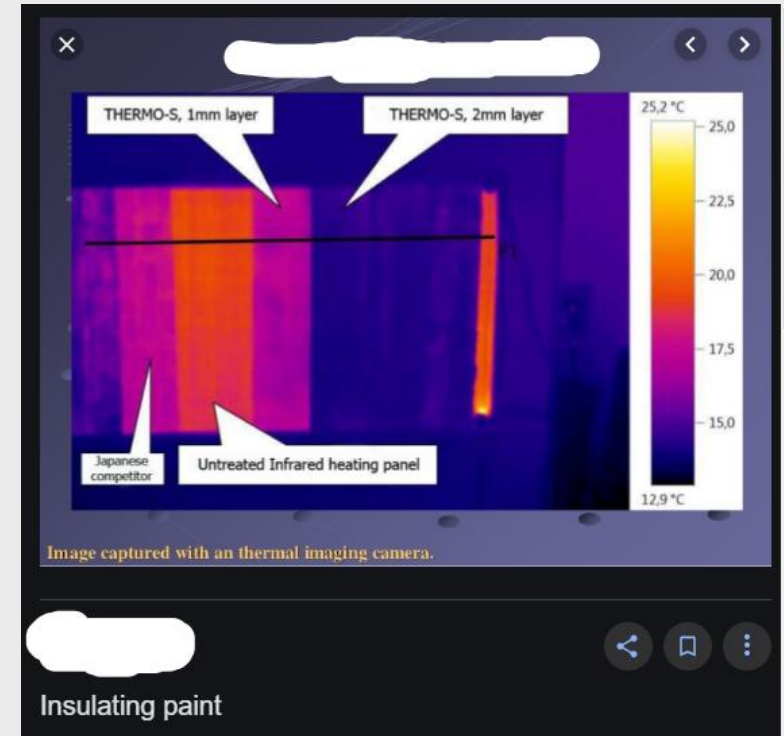 THERMO-S, 1mm layer
THERMO-S, 2mm layer
25,2 °C
25,0
22,5
20,0
17,5
15,0
12,9 °C
Japanese
competitor
Untreated Infrared heating panel
Image captured with an thermal imaging camera.
Insulating paint